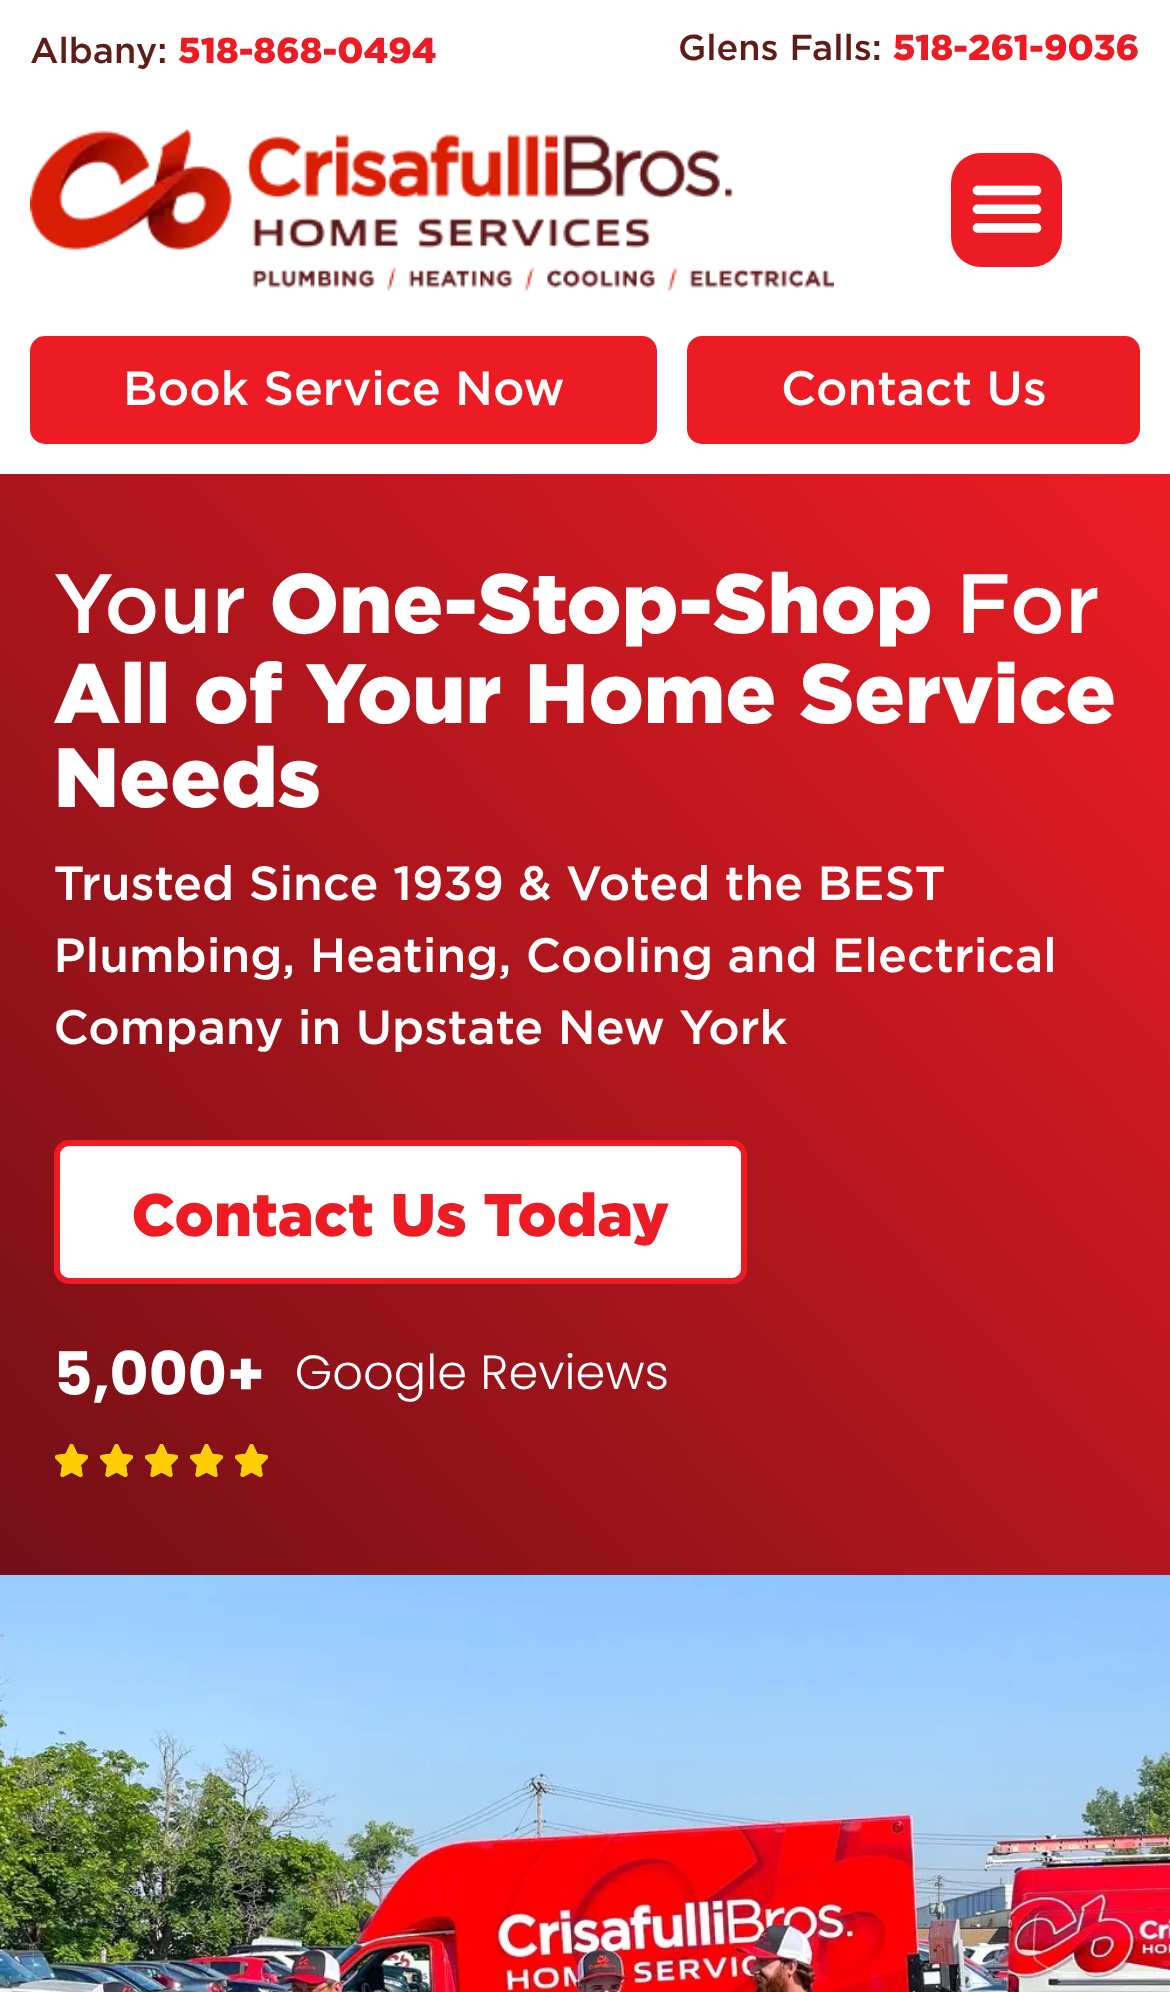 Albany: 518-868-0494
Glens Falls: 518-261-9036
CrisafulliBros.
HOME SERVICES
PLUMBING / HEATING / COOLING / ELECTRICAL
Book Service Now
Contact Us
Your One-Stop-Shop For
All of Your Home Service
Needs
Trusted Since 1939 & Voted the BEST
Plumbing, Heating, Cooling and Electrical
Company in Upstate New York
Contact Us Today
5,000+ Google Reviews
CrisafulliBros.